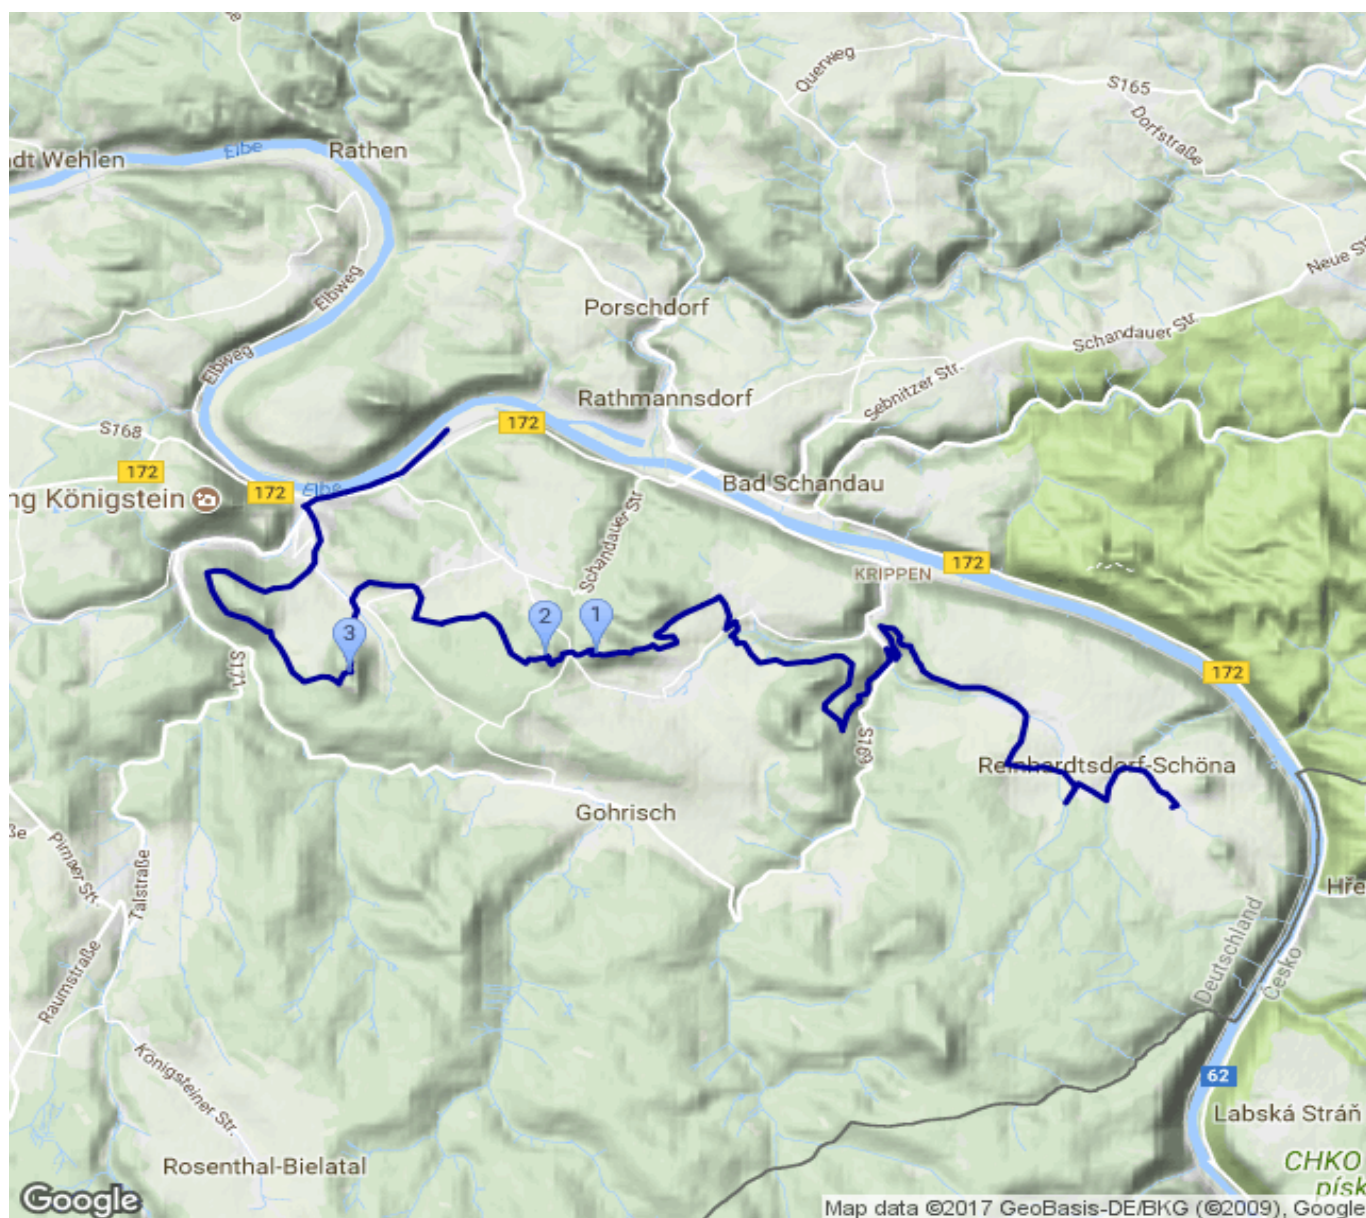 Querweg
S165
Dorfstraße
dt Wehlen
Elbe
Rathen
Neue St
Elbweg
Porschdorf
Schandauer Str.
Elbweg
Rathmannsdorf
Sebnitzer Str.
S168
172
172
ng Königstein
172
Elbe
Bad Schandau
Schandauer Str
172
KRIPPEN
1
2
3
S171
172
S169
Reinhardtsdorf-Schöna
Gohrisch
ße
Pirnaer Str.
Talstraße
Hře
Raumstraße
Deutschland
Česko
Königsteiner Str.
62
Labská Stráň
Rosenthal-Bielatal
CHKO
písk
Google
Map data ©2017 GeoBasis-DE/BKG (©2009), Google